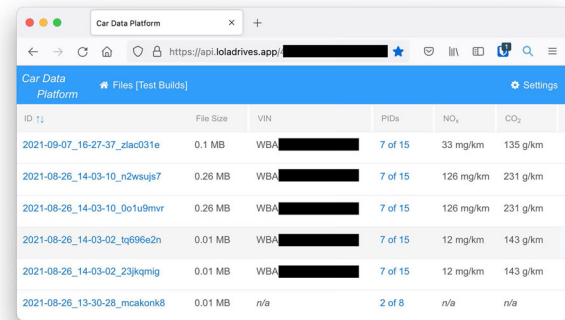 Car Data Platform × +
https://api.loladrives.app/
Car Data
Platform
Files [Test Builds] Settings
ID ↑↓ File Size VIN PIDs NOx CO2
2021-09-07_16-27-37_zlac031e 0.1 MB WBA 7 of 15 33 mg/km 135 g/km
2021-08-26_14-03-10_n2wsujs7 0.26 MB WBA 7 of 15 126 mg/km 231 g/km
2021-08-26_14-03-10_0o1u9mvr 0.26 MB WBA 7 of 15 126 mg/km 231 g/km
2021-08-26_14-03-02_tq696e2n 0.01 MB WBA 7 of 15 12 mg/km 143 g/km
2021-08-26_14-03-02_23jkqmig 0.01 MB WBA 7 of 15 12 mg/km 143 g/km
2021-08-26_13-30-28_mcakonk8 0.01 MB n/a 2 of 8 n/a n/a